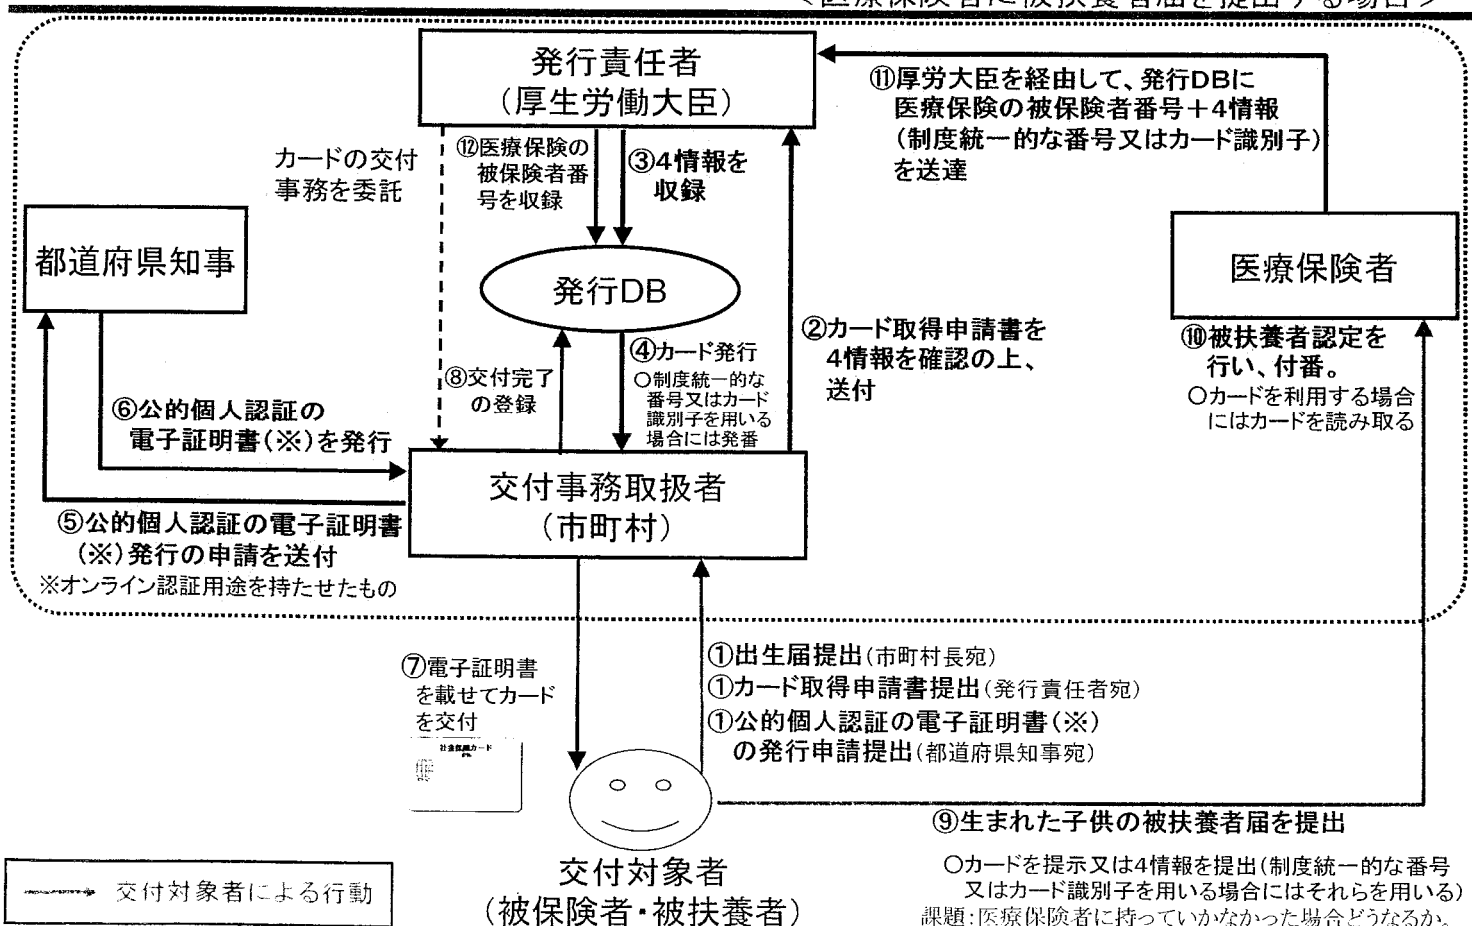 ＜医療保険者に被扶養者届を提出する場合＞
発行責任者
（厚生労働大臣）
⑪厚労大臣を経由して、発行DBに
医療保険の被保険者番号＋4情報
（制度統一的な番号又はカード識別子）
を送達
カードの交付
事務を委託
⑫医療保険の
被保険者番
号を収録
③4情報を
収録
都道府県知事
医療保険者
発行DB
②カード取得申請書を
4情報を確認の上、
送付
⑩被扶養者認定を
行い、付番。
○カードを利用する場合
にはカードを読み取る
④カード発行
○制度統一的な
番号又はカード
識別子を用いる
場合には発番
⑧交付完了
の登録
⑥公的個人認証の
電子証明書(※)を発行
交付事務取扱者
（市町村）
⑤公的個人認証の電子証明書
(※)発行の申請を送付
※オンライン認証用途を持たせたもの
⑦電子証明書
を載せてカード
を交付
社会保障カード
①出生届提出（市町村長宛）
①カード取得申請書提出（発行責任者宛）
①公的個人認証の電子証明書(※)
の発行申請提出（都道府県知事宛）
⑨生まれた子供の被扶養者届を提出
○カードを提示又は4情報を提出（制度統一的な番号
又はカード識別子を用いる場合にはそれらを用いる）
課題：医療保険者に持っていかなかった場合どうなるか。
交付対象者
（被保険者・被扶養者）
交付対象者による行動